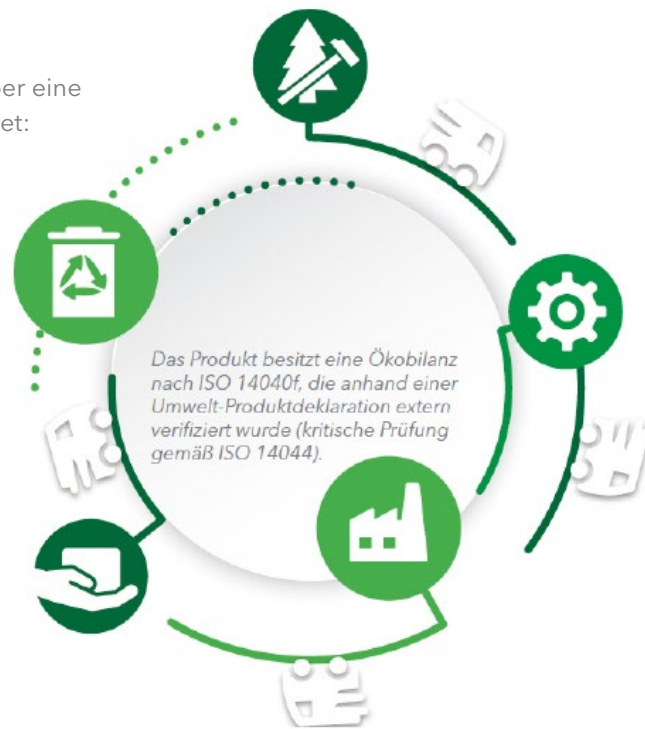 er eine
et:
Das Produkt besitzt eine Ökobilanz
nach ISO 14040f, die anhand einer
Umwelt-Produktdeklaration extern
verifiziert wurde (kritische Prüfung
gemäß ISO 14044).